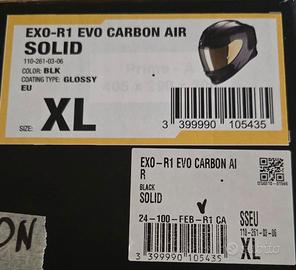 EXO-R1 EVO CARBON AIR
SOLID
110-261-03-06
COLOR: BLK
COATING TYPE: GLOSSY
EU
SIZE:
XL
3 399990 105435
EXO-R1 EVO CARBON AI
R
BLACK
SOLID
24-100-FEB-R1 CA
SSEU
110-261-03-06
XL
3 399990 105435
ON
subito